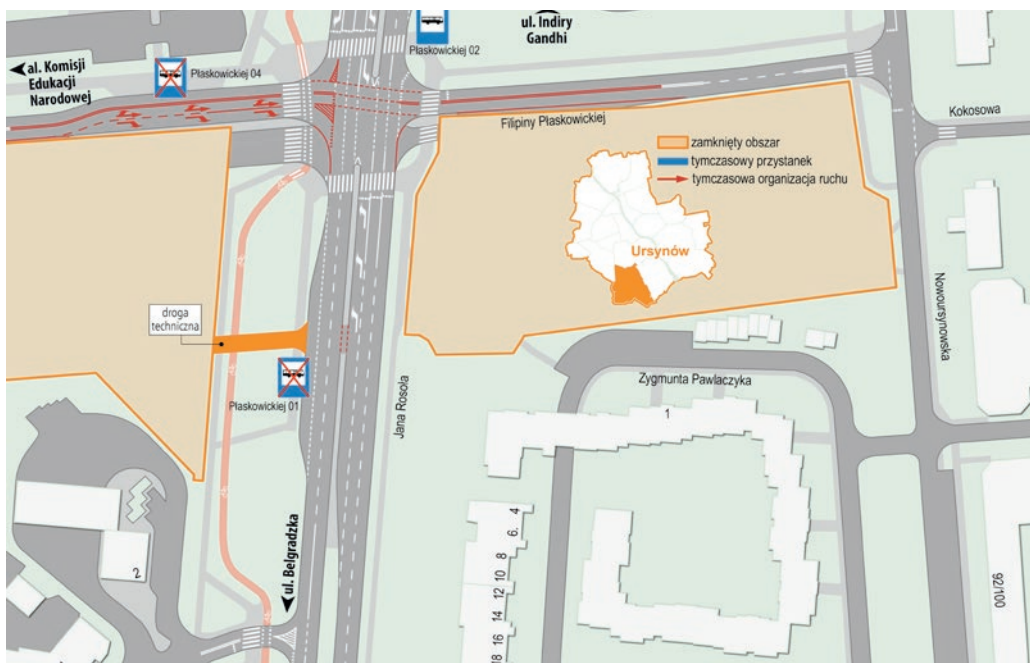 ul. Indiry
Gandhi
Płaskowickiej 02
al. Komisji
Edukacji
Narodowej
Płaskowickiej 04
Kokosowa
Filipiny Płaskowickiej
zamknięty obszar
tymczasowy przystanek
tymczasowa organizacja ruchu
Ursynów
Nowoursynowska
droga
techniczna
Płaskowickiej 01
Jana Rosoła
Zygmunta Pawlaczyka
1
ul. Belgradzka
2
4
6.
8
10
12
14
16
18
92/100